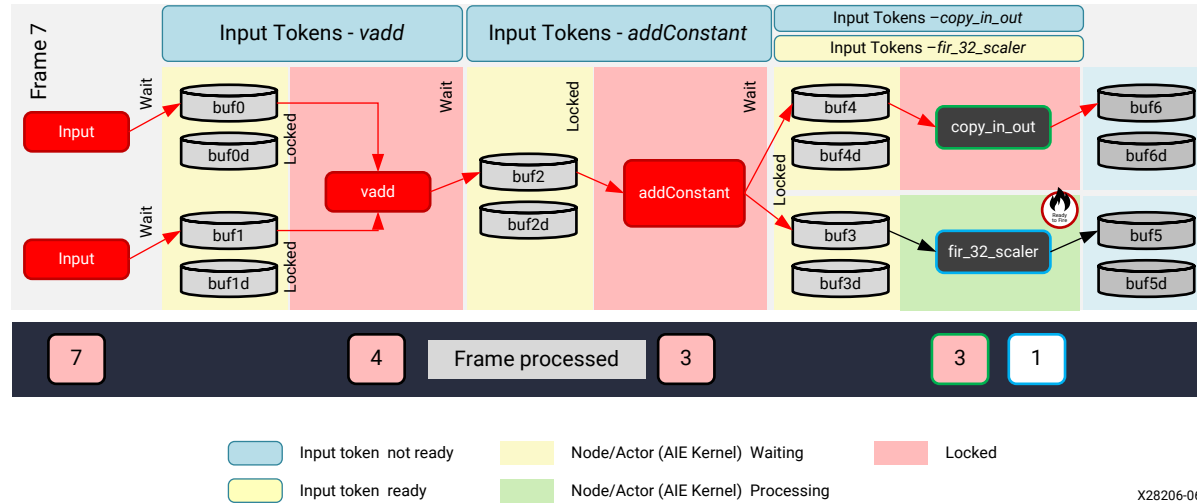 Frame 7
Input Tokens - vadd
Input Tokens - addConstant
Input Tokens –copy_in_out
Input Tokens –fir_32_scaler
Wait
Wait
Wait
Locked
Wait
Input
buf0
buf0d
Locked
vadd
buf2
buf2d
addConstant
buf4
buf4d
Locked
copy_in_out
buf6
buf6d
Input
buf1
buf1d
Locked
buf3
buf3d
Ready
to Fire
fir_32_scaler
buf5
buf5d
7
4
Frame processed
3
3
1
Input token not ready
Node/Actor (AIE Kernel) Waiting
Locked
Input token ready
Node/Actor (AIE Kernel) Processing